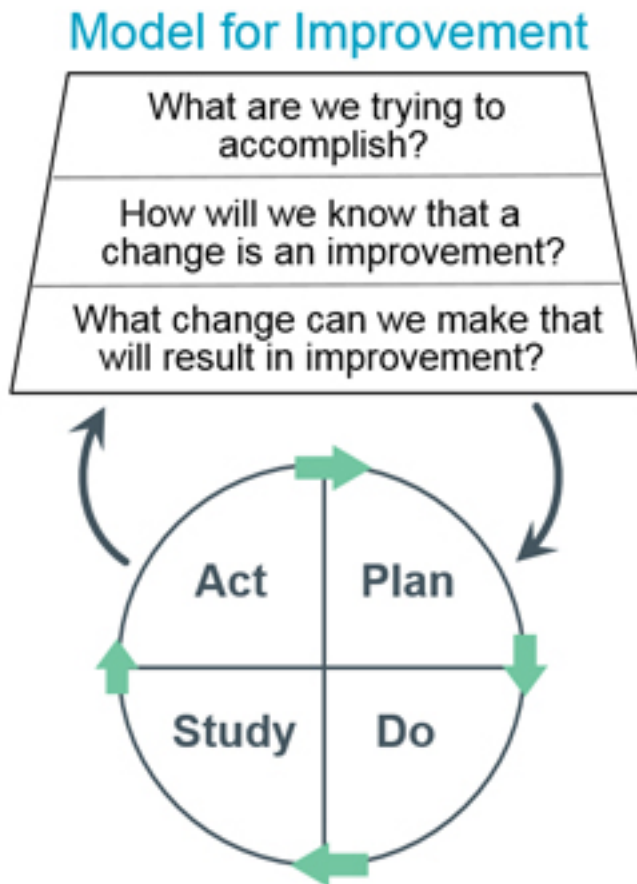 Model for Improvement
What are we trying to
accomplish?
How will we know that a
change is an improvement?
What change can we make that
will result in improvement?
Act
Plan
Study
Do